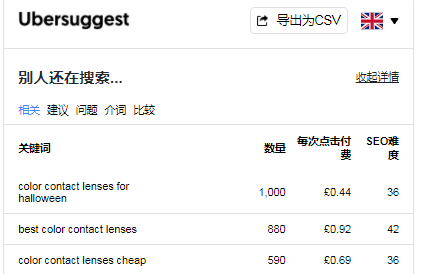 Ubersuggest
导出为CSV
别人还在搜索...
收起详情
相关 建议 问题 介词 比较
关键词 数量 每次点击付费 SEO难度
color contact lenses for halloween 1,000 £0.44 36
best color contact lenses 880 £0.92 42
color contact lenses cheap 590 £0.69 36